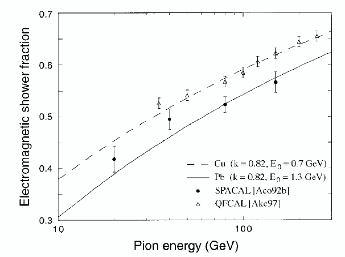 Electromagnetic shower fraction
0.7
0.6
0.5
0.4
0.3
Cu (k = 0.82, E₀ = 0.7 GeV)
Pb (k = 0.82, E₀ = 1.3 GeV)
SPACAL [Aco92b]
QFCAL [Akc97]
10
100
Pion energy (GeV)